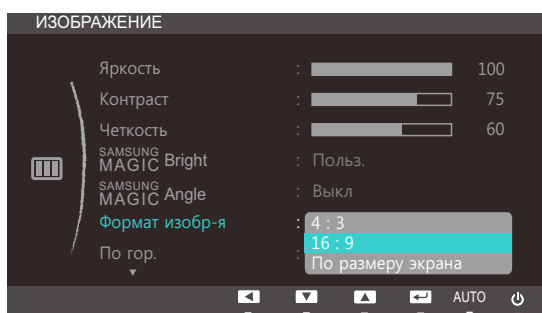 ИЗОБРАЖЕНИЕ
Яркость : 100
Контраст : 75
Четкость : 60
SAMSUNG MAGIC Bright : Польз.
SAMSUNG MAGIC Angle : Выкл
Формат изобр-я : 4 : 3
16 : 9
По гор. : По размеру экрана
AUTO